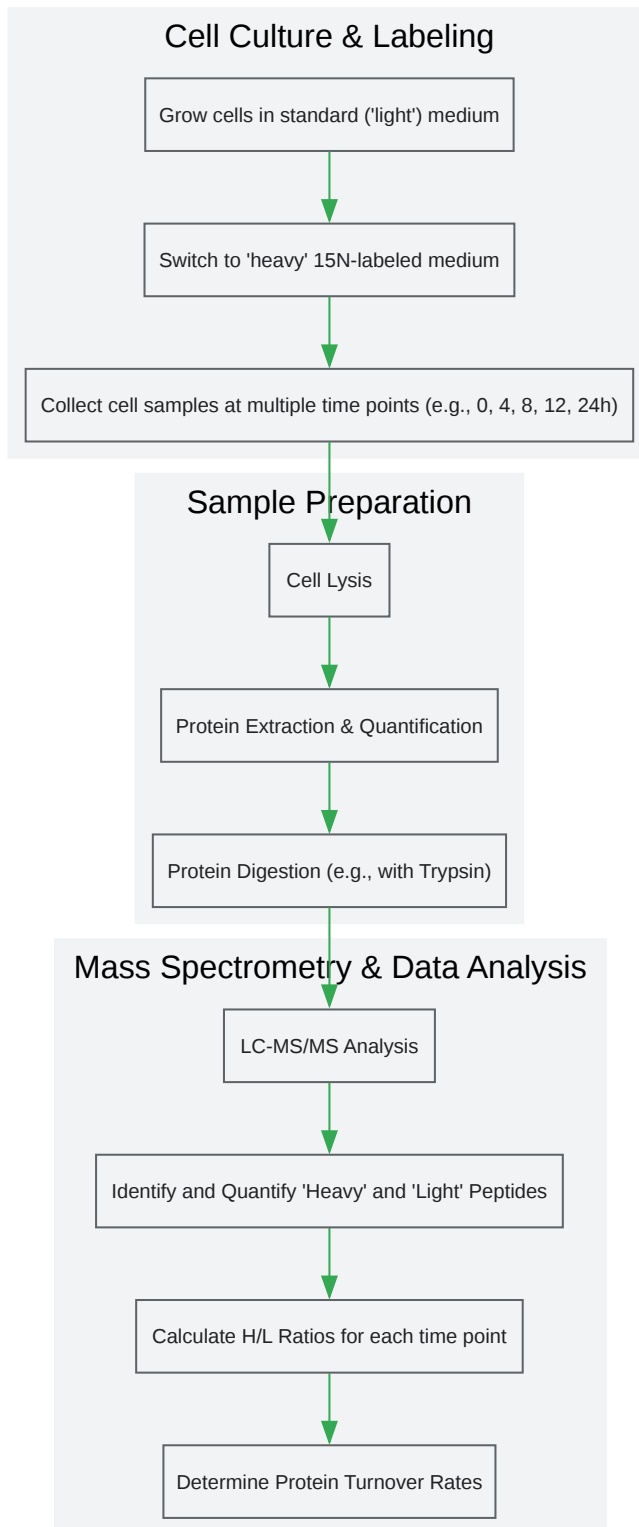 Cell Culture & Labeling
Grow cells in standard ('light') medium
Switch to 'heavy' 15N-labeled medium
Collect cell samples at multiple time points (e.g., 0, 4, 8, 12, 24h)
Sample Preparation
Cell Lysis
Protein Extraction & Quantification
Protein Digestion (e.g., with Trypsin)
Mass Spectrometry & Data Analysis
LC-MS/MS Analysis
Identify and Quantify 'Heavy' and 'Light' Peptides
Calculate H/L Ratios for each time point
Determine Protein Turnover Rates